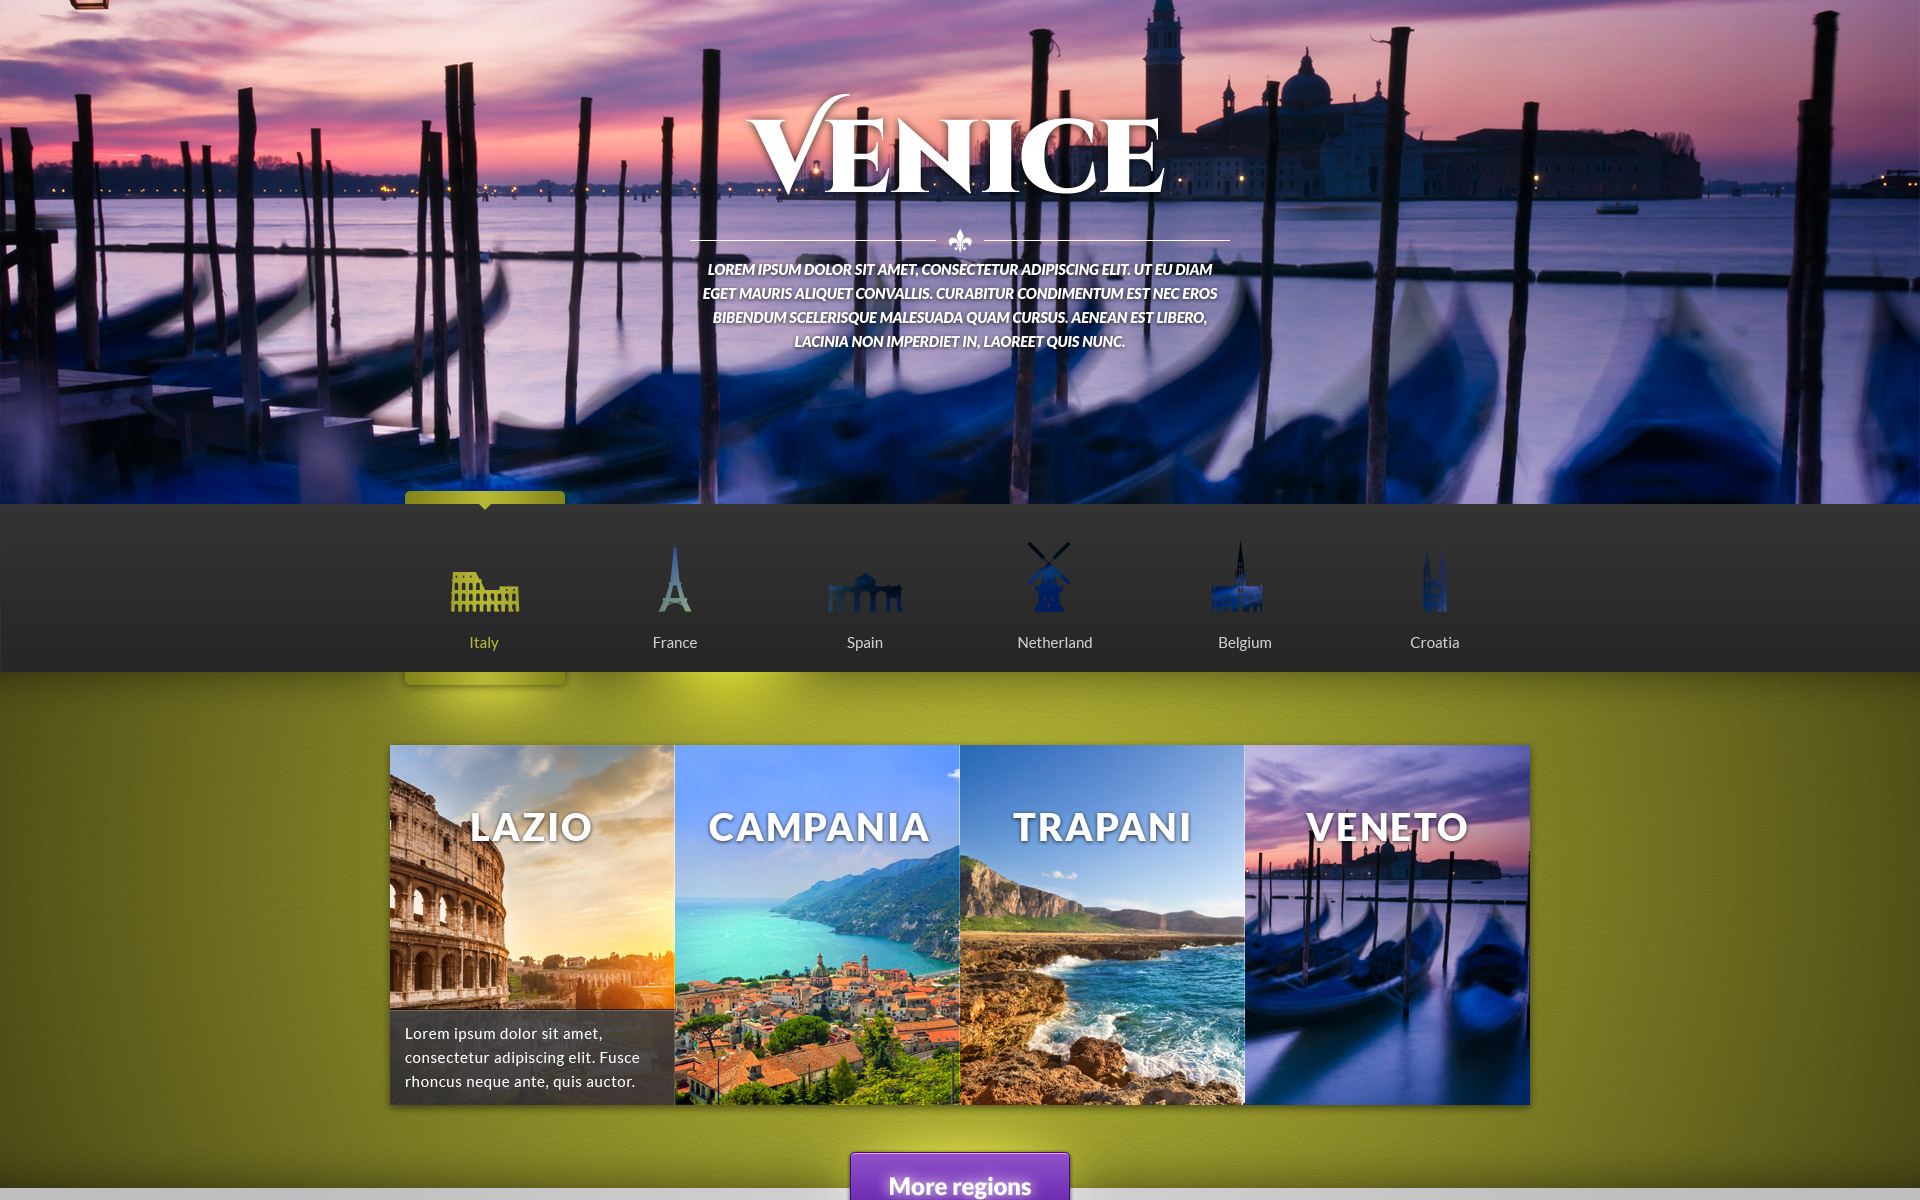 VENICE
LOREM IPSUM DOLOR SIT AMET, CONSECTETUR ADIPISCING ELIT. UT EU DIAM
EGET MAURIS ALIQUET CONVALLIS. CURABITUR CONDIMENTUM EST NEC EROS
BIBENDUM SCELERISQUE MALESUADA QUAM CURSUS. AENEAN EST LIBERO,
LACINIA NON IMPERDIET IN, LAOREET QUIS NUNC.
Italy
France
Spain
Netherland
Belgium
Croatia
LAZIO
CAMPANIA
TRAPANI
VENETO
Lorem ipsum dolor sit amet,
consectetur adipiscing elit. Fusce
rhoncus neque ante, quis auctor.
More regions